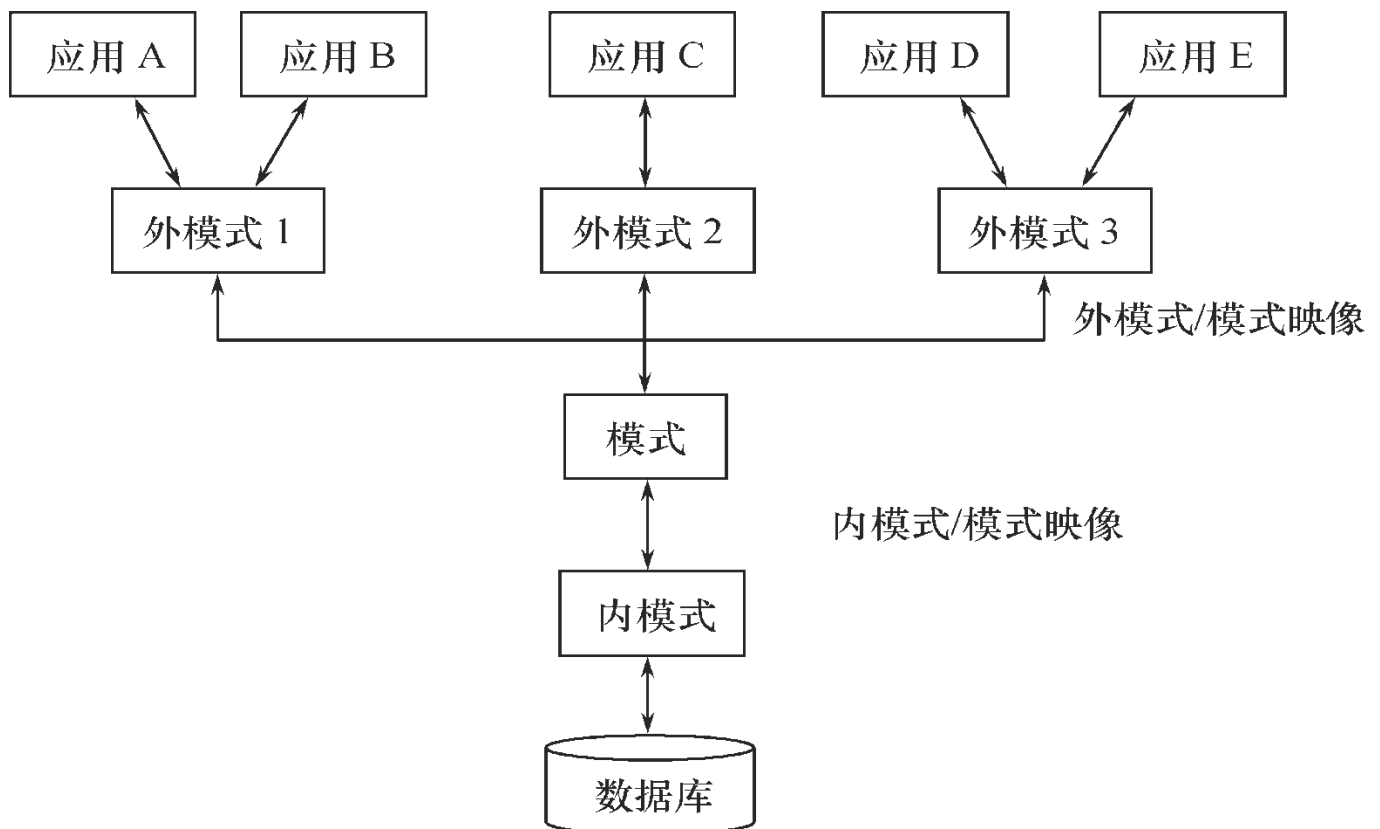 应用 A
应用 B
应用 C
应用 D
应用 E
外模式 1
外模式 2
外模式 3
外模式/模式映像
模式
内模式/模式映像
内模式
数据库